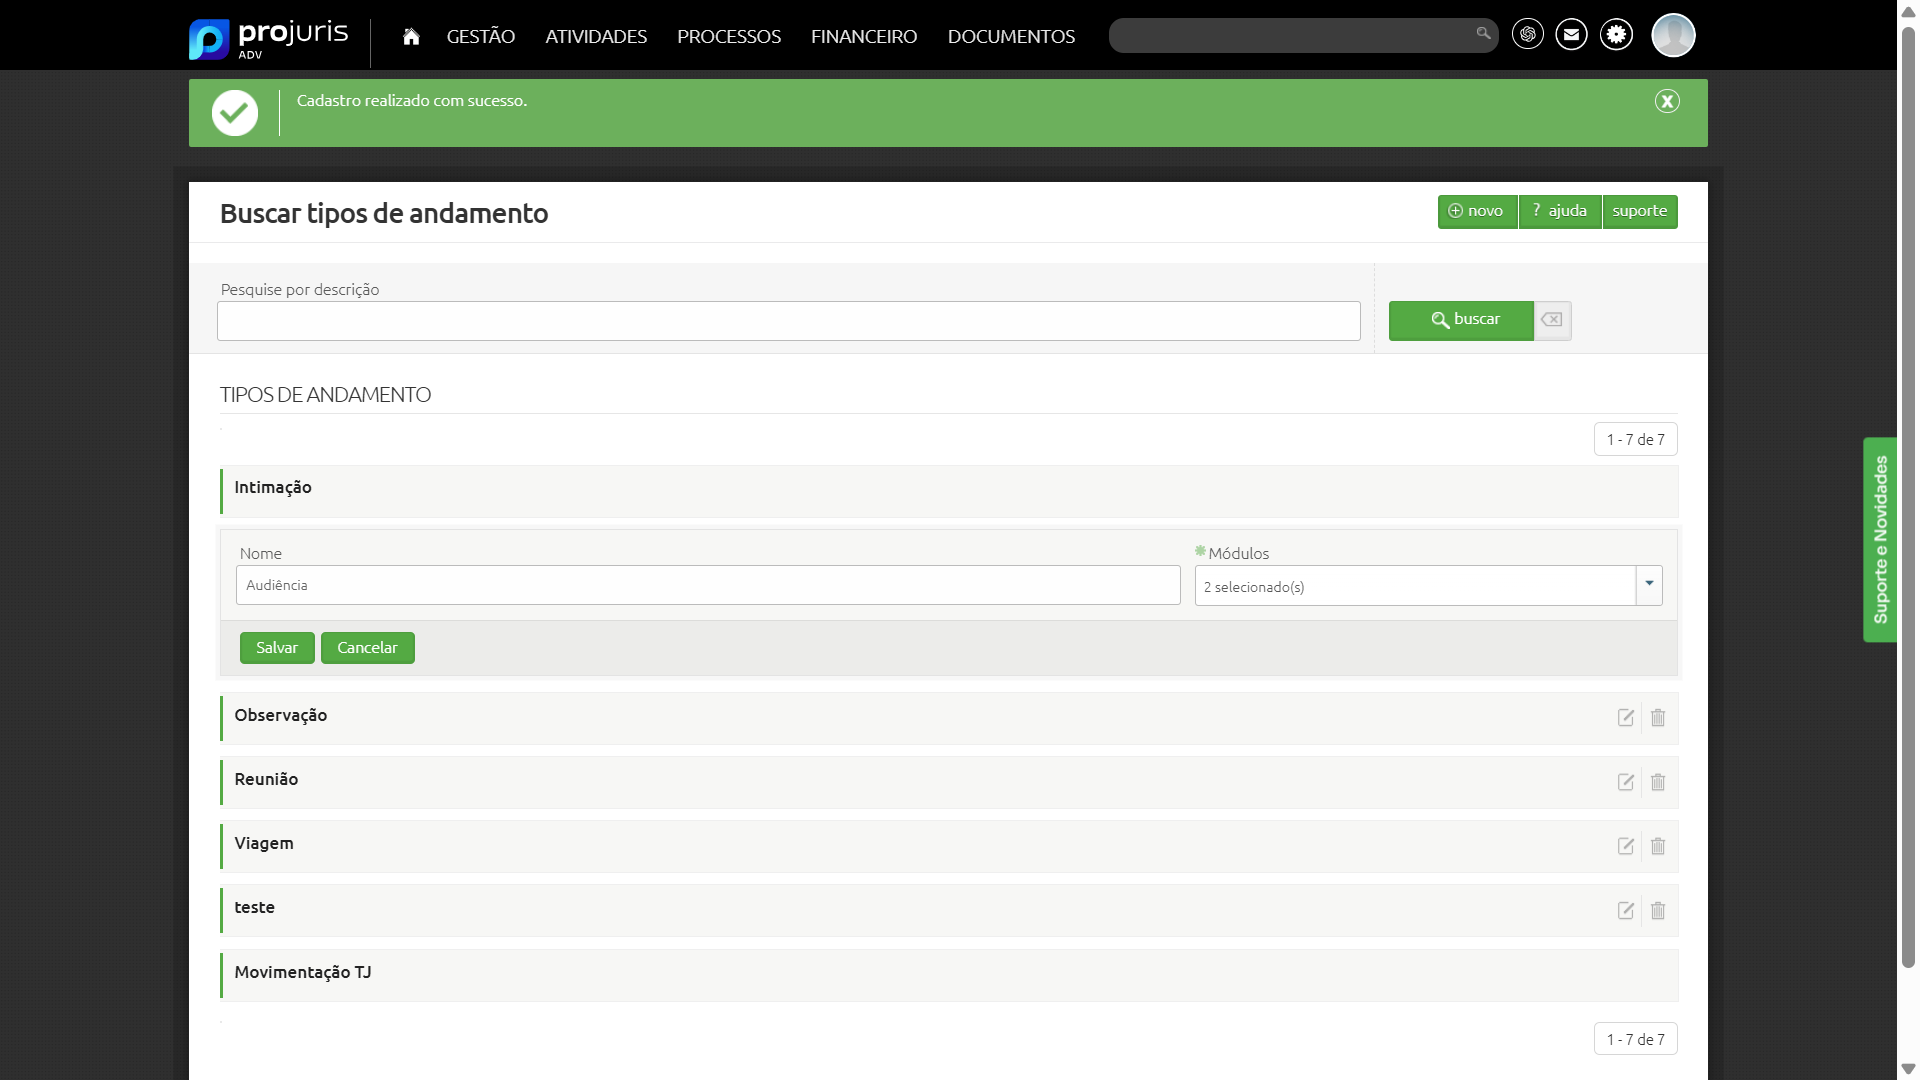 projuris
ADV
GESTÃO
ATIVIDADES
PROCESSOS
FINANCEIRO
DOCUMENTOS
Cadastro realizado com sucesso.
X
Buscar tipos de andamento
novo
? ajuda
suporte
Pesquise por descrição
buscar
TIPOS DE ANDAMENTO
1 - 7 de 7
Intimação
Nome
Módulos
Audiência
2 selecionado(s)
Salvar
Cancelar
Observação
Reunião
Viagem
teste
Movimentação TJ
1 - 7 de 7
Suporte e Novidades